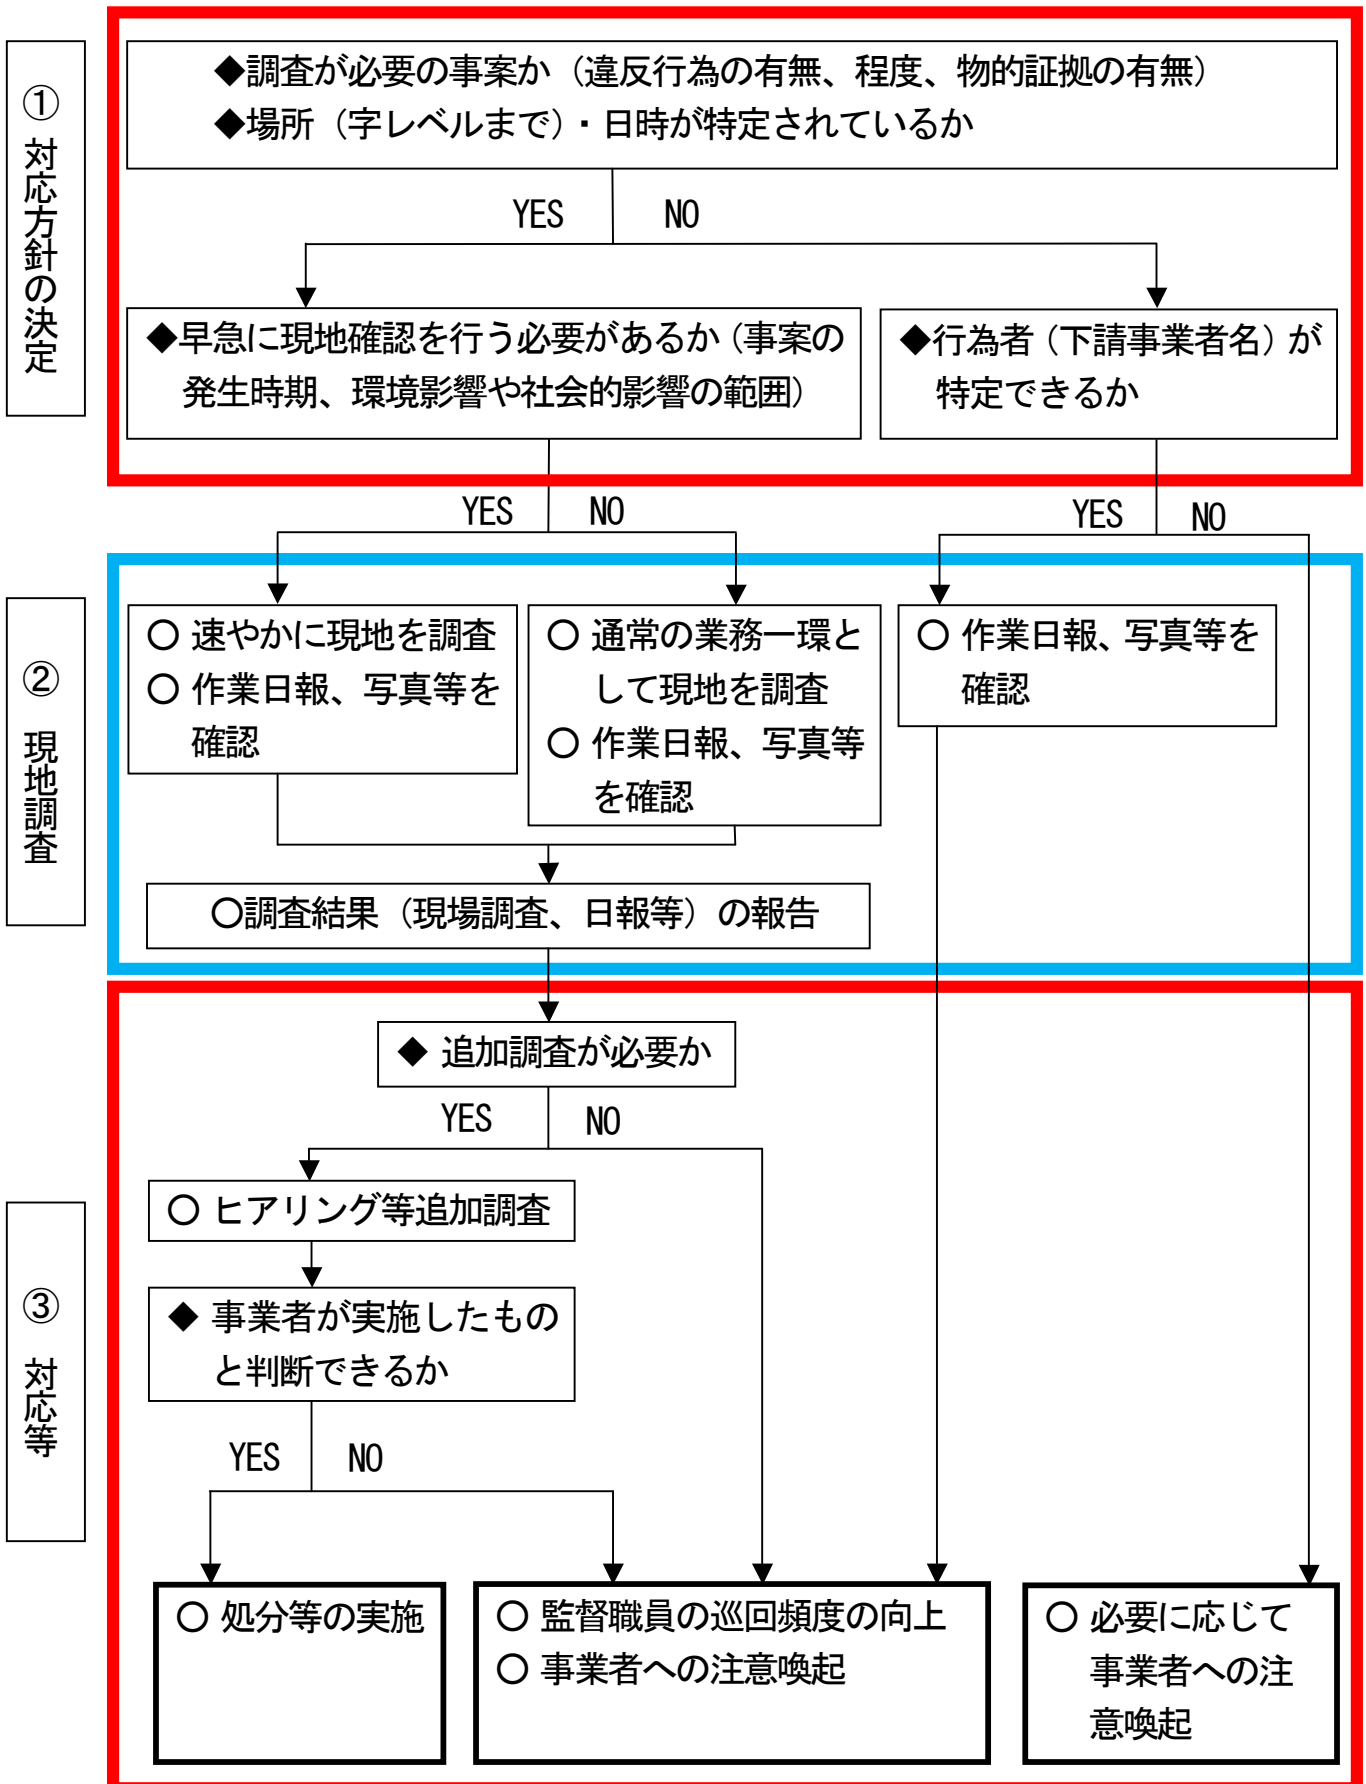 ① 対応方針の決定
◆調査が必要の事案か（違反行為の有無、程度、物的証拠の有無）
◆場所（字レベルまで）・日時が特定されているか
YES NO
◆早急に現地確認を行う必要があるか（事案の
発生時期、環境影響や社会的影響の範囲）
◆行為者（下請事業者名）が
特定できるか
YES NO
YES NO
② 現地調査
○ 速やかに現地を調査
○ 作業日報、写真等を
確認
○ 通常の業務一環と
して現地を調査
○ 作業日報、写真等
を確認
○ 作業日報、写真等を
確認
○調査結果（現場調査、日報等）の報告
③ 対応等
◆ 追加調査が必要か
YES NO
○ ヒアリング等追加調査
◆ 事業者が実施したもの
と判断できるか
YES NO
○ 処分等の実施
○ 監督職員の巡回頻度の向上
○ 事業者への注意喚起
○ 必要に応じて
事業者への注
意喚起